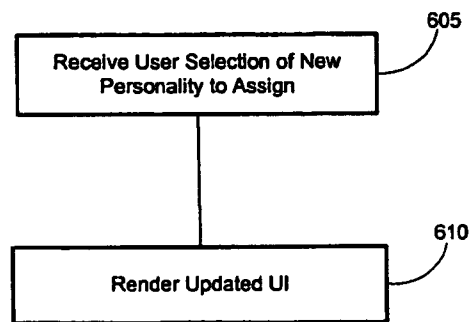 605
Receive User Selection of New
Personality to Assign
610
Render Updated UI